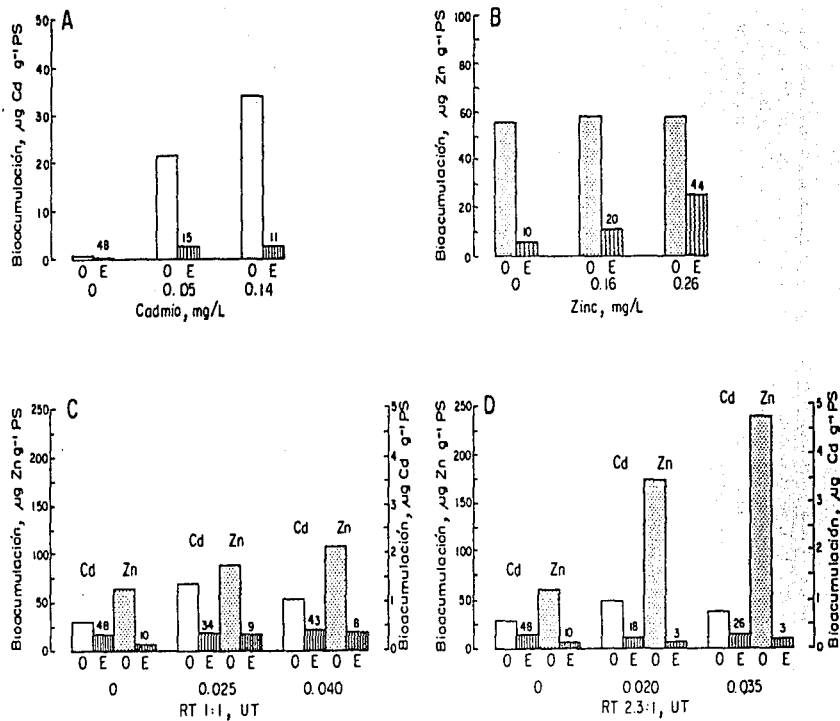 A
Bioacumulación, µg Cd g⁻¹ PS
50
40
30
20
10
0
48
15
11
O E O E O E
0 0.05 0.14
Cadmio, mg/L
B
Bioacumulación, µg Zn g⁻¹ PS
100
80
60
40
20
0
10
20
44
O E O E O E
0 0.16 0.26
Zinc, mg/L
C
Bioacumulación, µg Zn g⁻¹ PS
250
200
150
100
50
0
Cd Zn Cd Zn Cd Zn
48 10 34 9 43 8
O E O E O E O E O E O E
0 0.025 0.040
RT 1:1, UT
5
4
3
2
1
0
Bioacumulación, µg Cd g⁻¹ PS
D
Bioacumulación, µg Zn g⁻¹ PS
250
200
150
100
50
0
Cd Zn Cd Zn Cd Zn
48 10 18 3 26 3
O E O E O E O E O E O E
0 0.020 0.035
RT 2.3:1, UT
5
4
3
2
1
0
Bioacumulación, µg Cd g⁻¹ PS